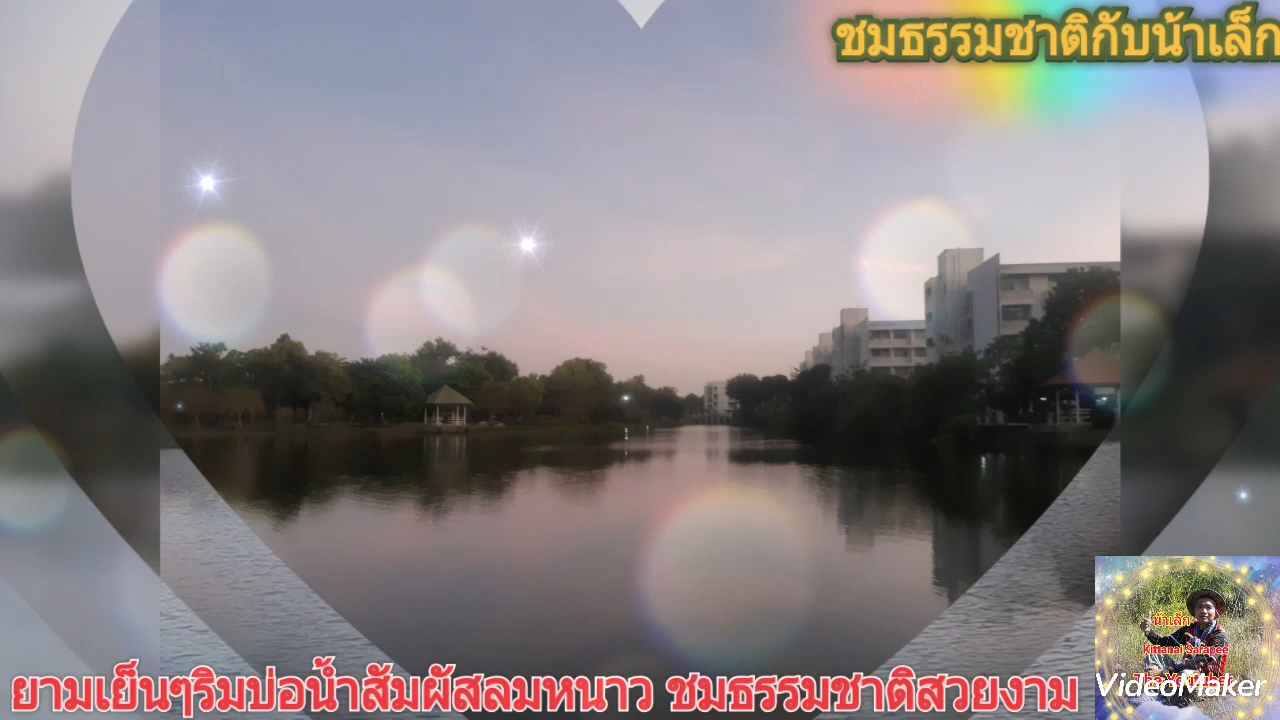 ชมธรรมชาติกับน้าเล็ก
น้าเล็ก
Kittanai Sarapee
VideoMaker
ยามเย็นๆริมบ่อน้ำสัมผัสลมหนาว ชมธรรมชาติสวยงาม